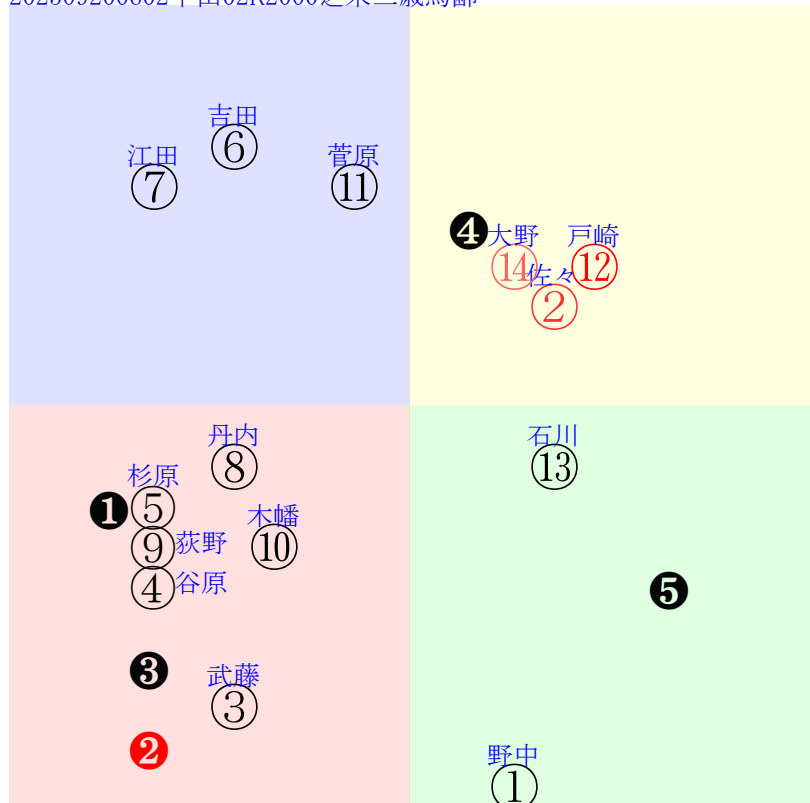 吉田
⑥
江田
⑦
菅原
⑪
❹
大野
⑭
戸崎
⑫
佐々
②
丹内
⑧
杉原
⑤
❶
木幡
⑩
⑨
荻野
④
谷原
❸
武藤
③
❷
石川
⑬
❺
野中
①